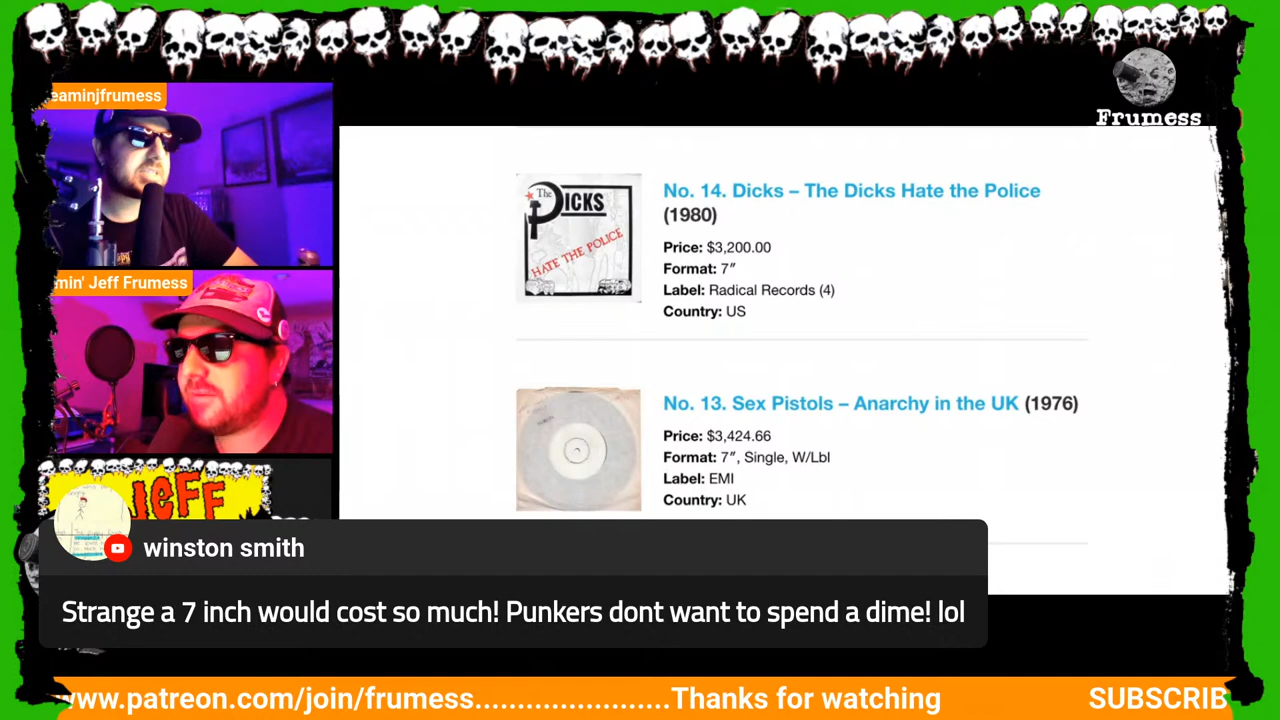 eaminjfrumess
Frumess
The DICKS
HATE THE POLICE
No. 14. Dicks – The Dicks Hate the Police
(1980)
Price: $3,200.00
Format: 7″
Label: Radical Records (4)
Country: US
min' Jeff Frumess
No. 13. Sex Pistols – Anarchy in the UK (1976)
Price: $3,424.66
Format: 7″, Single, W/Lbl
Label: EMI
Country: UK
JeFF
winston smith
Strange a 7 inch would cost so much! Punkers dont want to spend a dime! lol
www.patreon.com/join/frumess.......................Thanks for watching SUBSCRIB